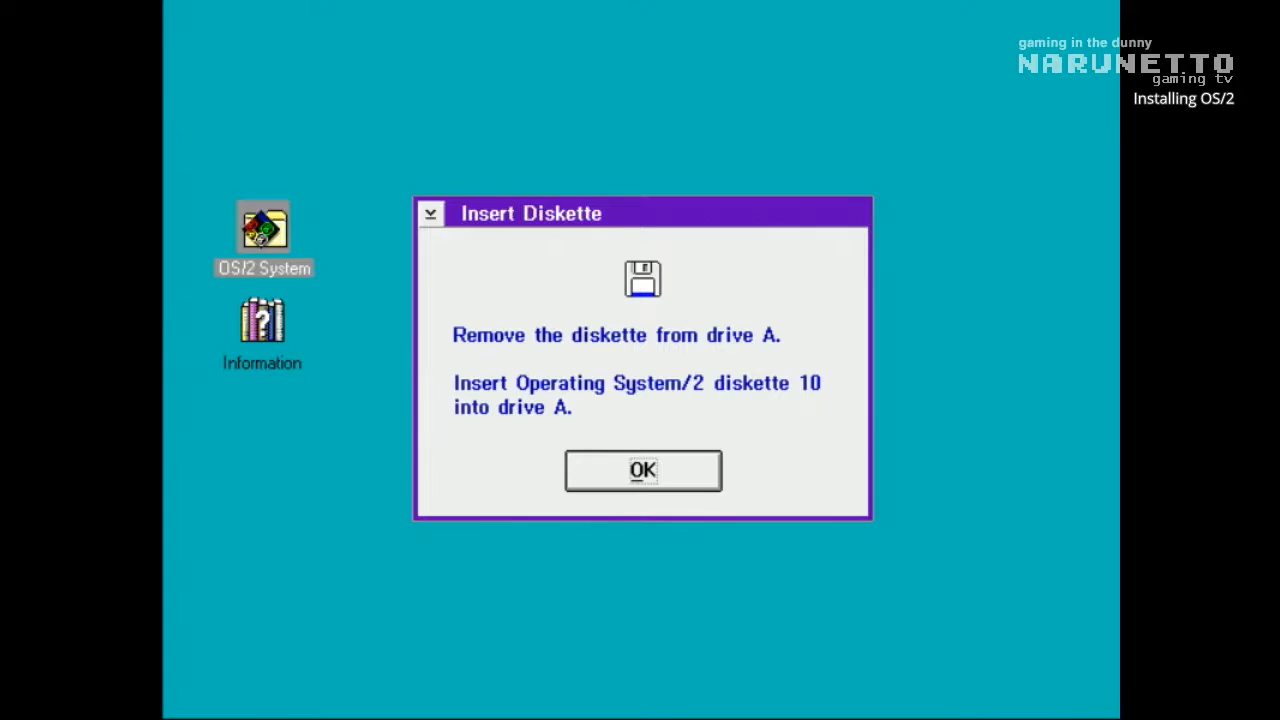 gaming in the dunny
NARUNETTO
gaming tv
Installing OS/2
Insert Diskette
OS/2 System
Information
Remove the diskette from drive A.
Insert Operating System/2 diskette 10
into drive A.
OK